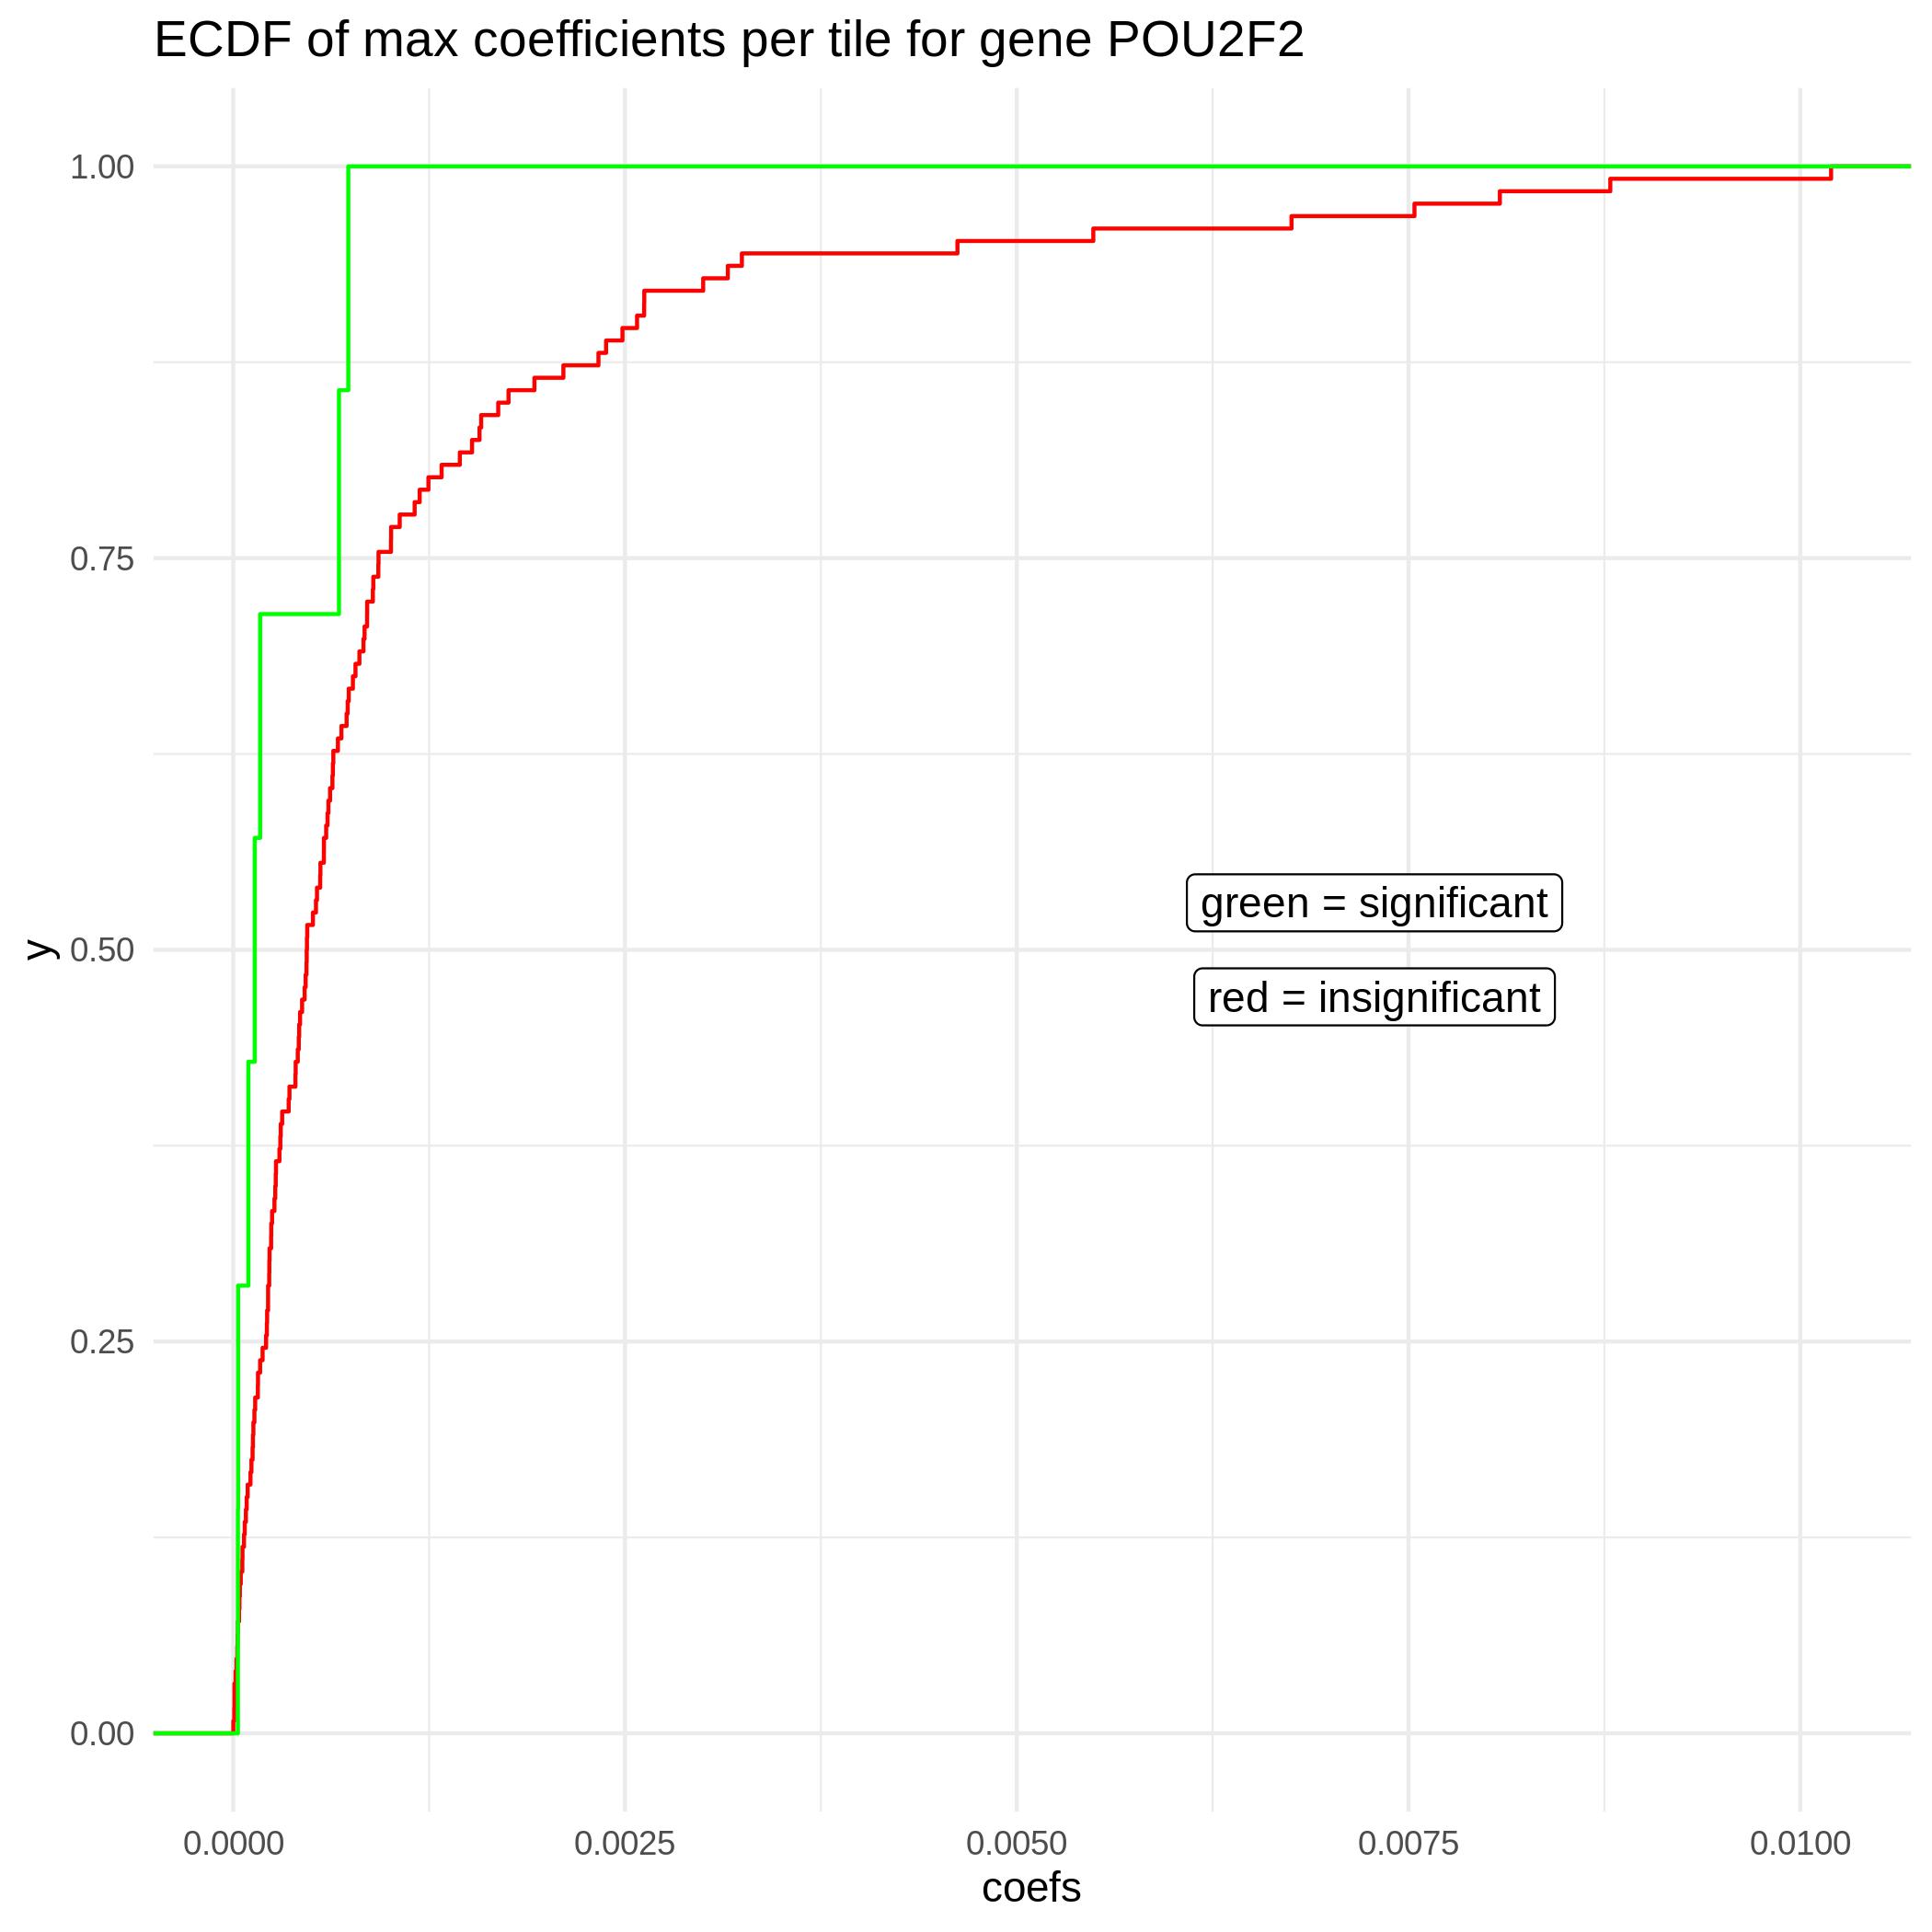 ECDF of max coefficients per tile for gene POU2F2
1.00
0.75
0.50
0.25
0.00
y
green = significant
red = insignificant
0.0000 0.0025 0.0050 0.0075 0.0100
coefs